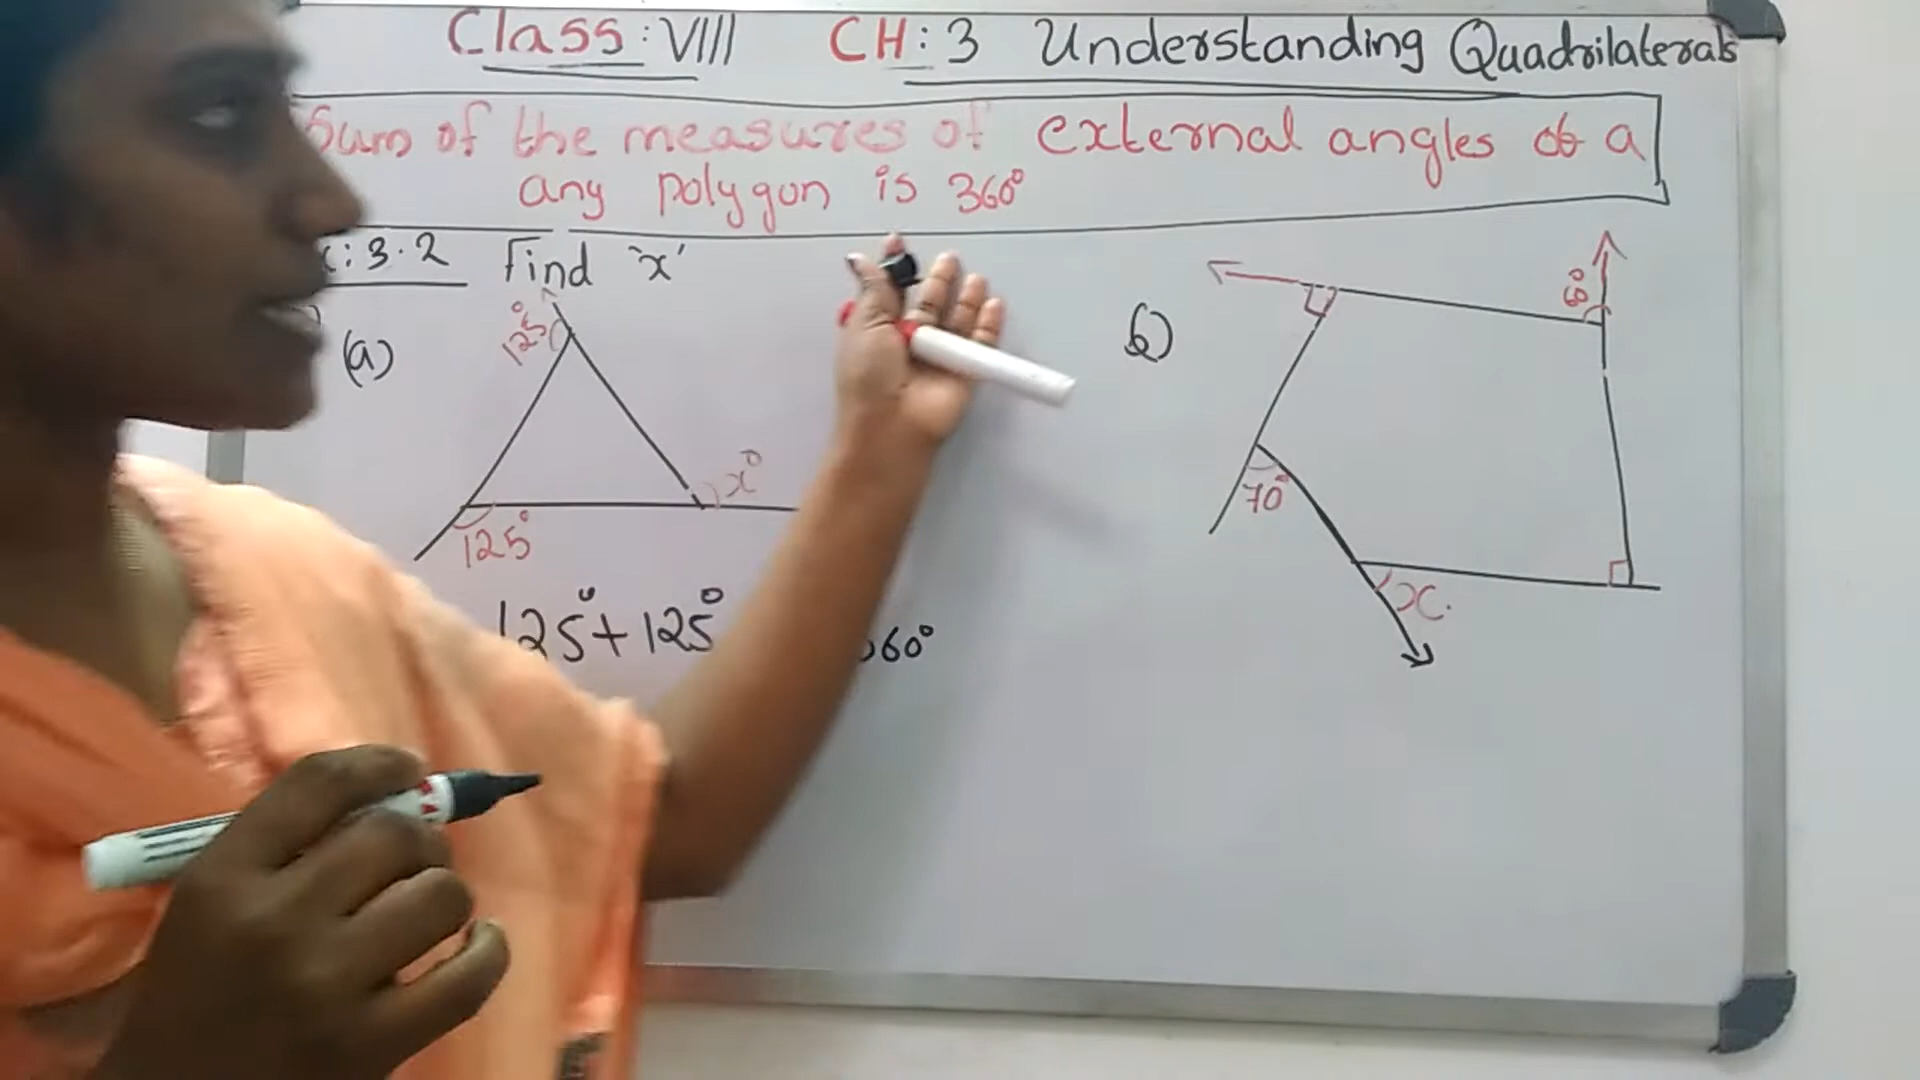 Class : VIII CH : 3 Understanding Quadrilaterals
Sum of the measures of external angles of a
any polygon is 360°
: 3.2 Find 'x'
(a)
125°
x°
125°
125° + 125°
60°
b)
60°
70°
x.